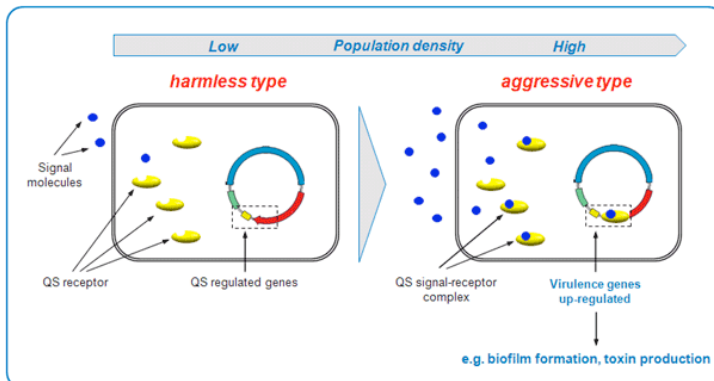 Low Population density High
harmless type
aggressive type
Signal
molecules
QS receptor
QS regulated genes
QS signal-receptor
complex
Virulence genes
up-regulated
e.g. biofilm formation, toxin production